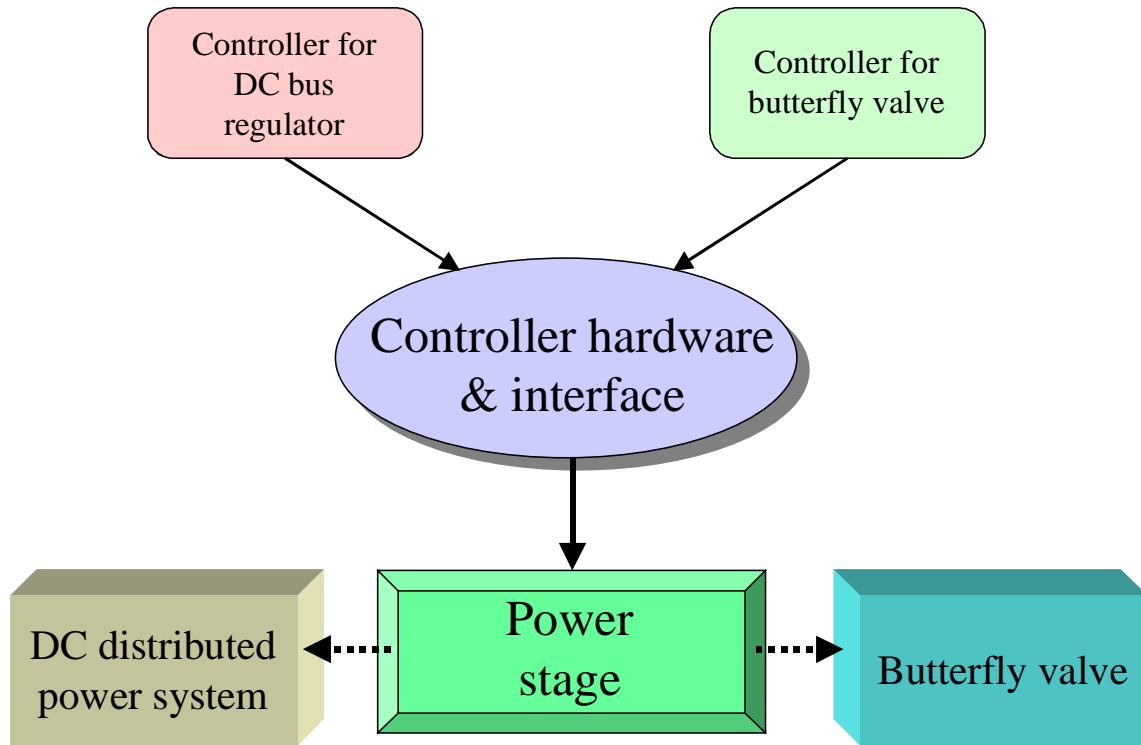 Controller for
DC bus
regulator
Controller for
butterfly valve
Controller hardware
& interface
DC distributed
power system
Power
stage
Butterfly valve